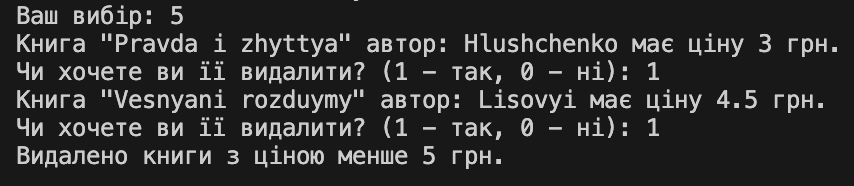 Ваш вибір: 5
Книга "Pravda i zhyttya" автор: Hlushchenko має ціну 3 грн.
Чи хочете ви її видалити? (1 - так, 0 - ні): 1
Книга "Vesnyani rozduymy" автор: Lisovyi має ціну 4.5 грн.
Чи хочете ви її видалити? (1 - так, 0 - ні): 1
Видалено книги з ціною менше 5 грн.